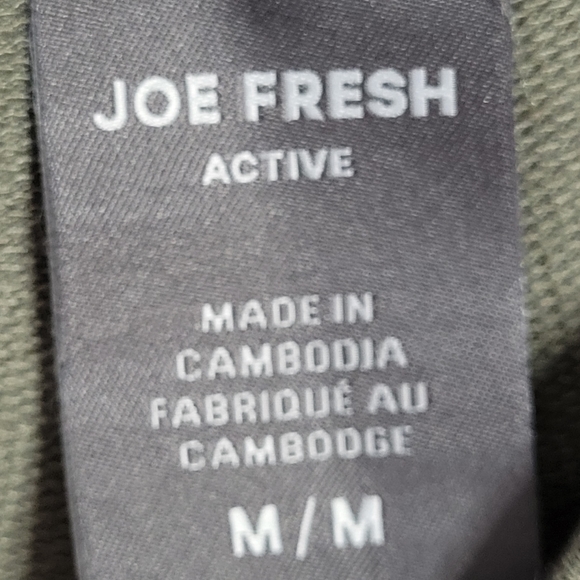 JOE FRESH
ACTIVE
MADE IN
CAMBODIA
FABRIQUÉ AU
CAMBODGE
M/M